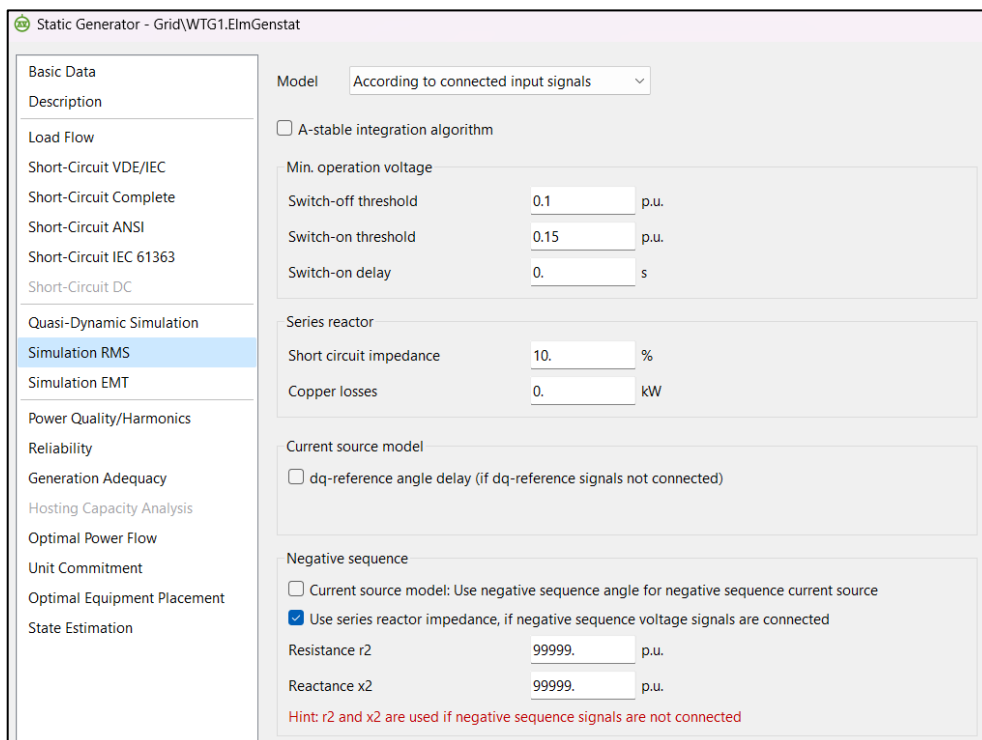 Static Generator - Grid\WTG1.ElmGenstat
Basic Data
Description
Load Flow
Short-Circuit VDE/IEC
Short-Circuit Complete
Short-Circuit ANSI
Short-Circuit IEC 61363
Short-Circuit DC
Quasi-Dynamic Simulation
Simulation RMS
Simulation EMT
Power Quality/Harmonics
Reliability
Generation Adequacy
Hosting Capacity Analysis
Optimal Power Flow
Unit Commitment
Optimal Equipment Placement
State Estimation
Model According to connected input signals
A-stable integration algorithm
Min. operation voltage
Switch-off threshold 0.1 p.u.
Switch-on threshold 0.15 p.u.
Switch-on delay 0. s
Series reactor
Short circuit impedance 10. %
Copper losses 0. kW
Current source model
dq-reference angle delay (if dq-reference signals not connected)
Negative sequence
Current source model: Use negative sequence angle for negative sequence current source
Use series reactor impedance, if negative sequence voltage signals are connected
Resistance r2 99999. p.u.
Reactance x2 99999. p.u.
Hint: r2 and x2 are used if negative sequence signals are not connected